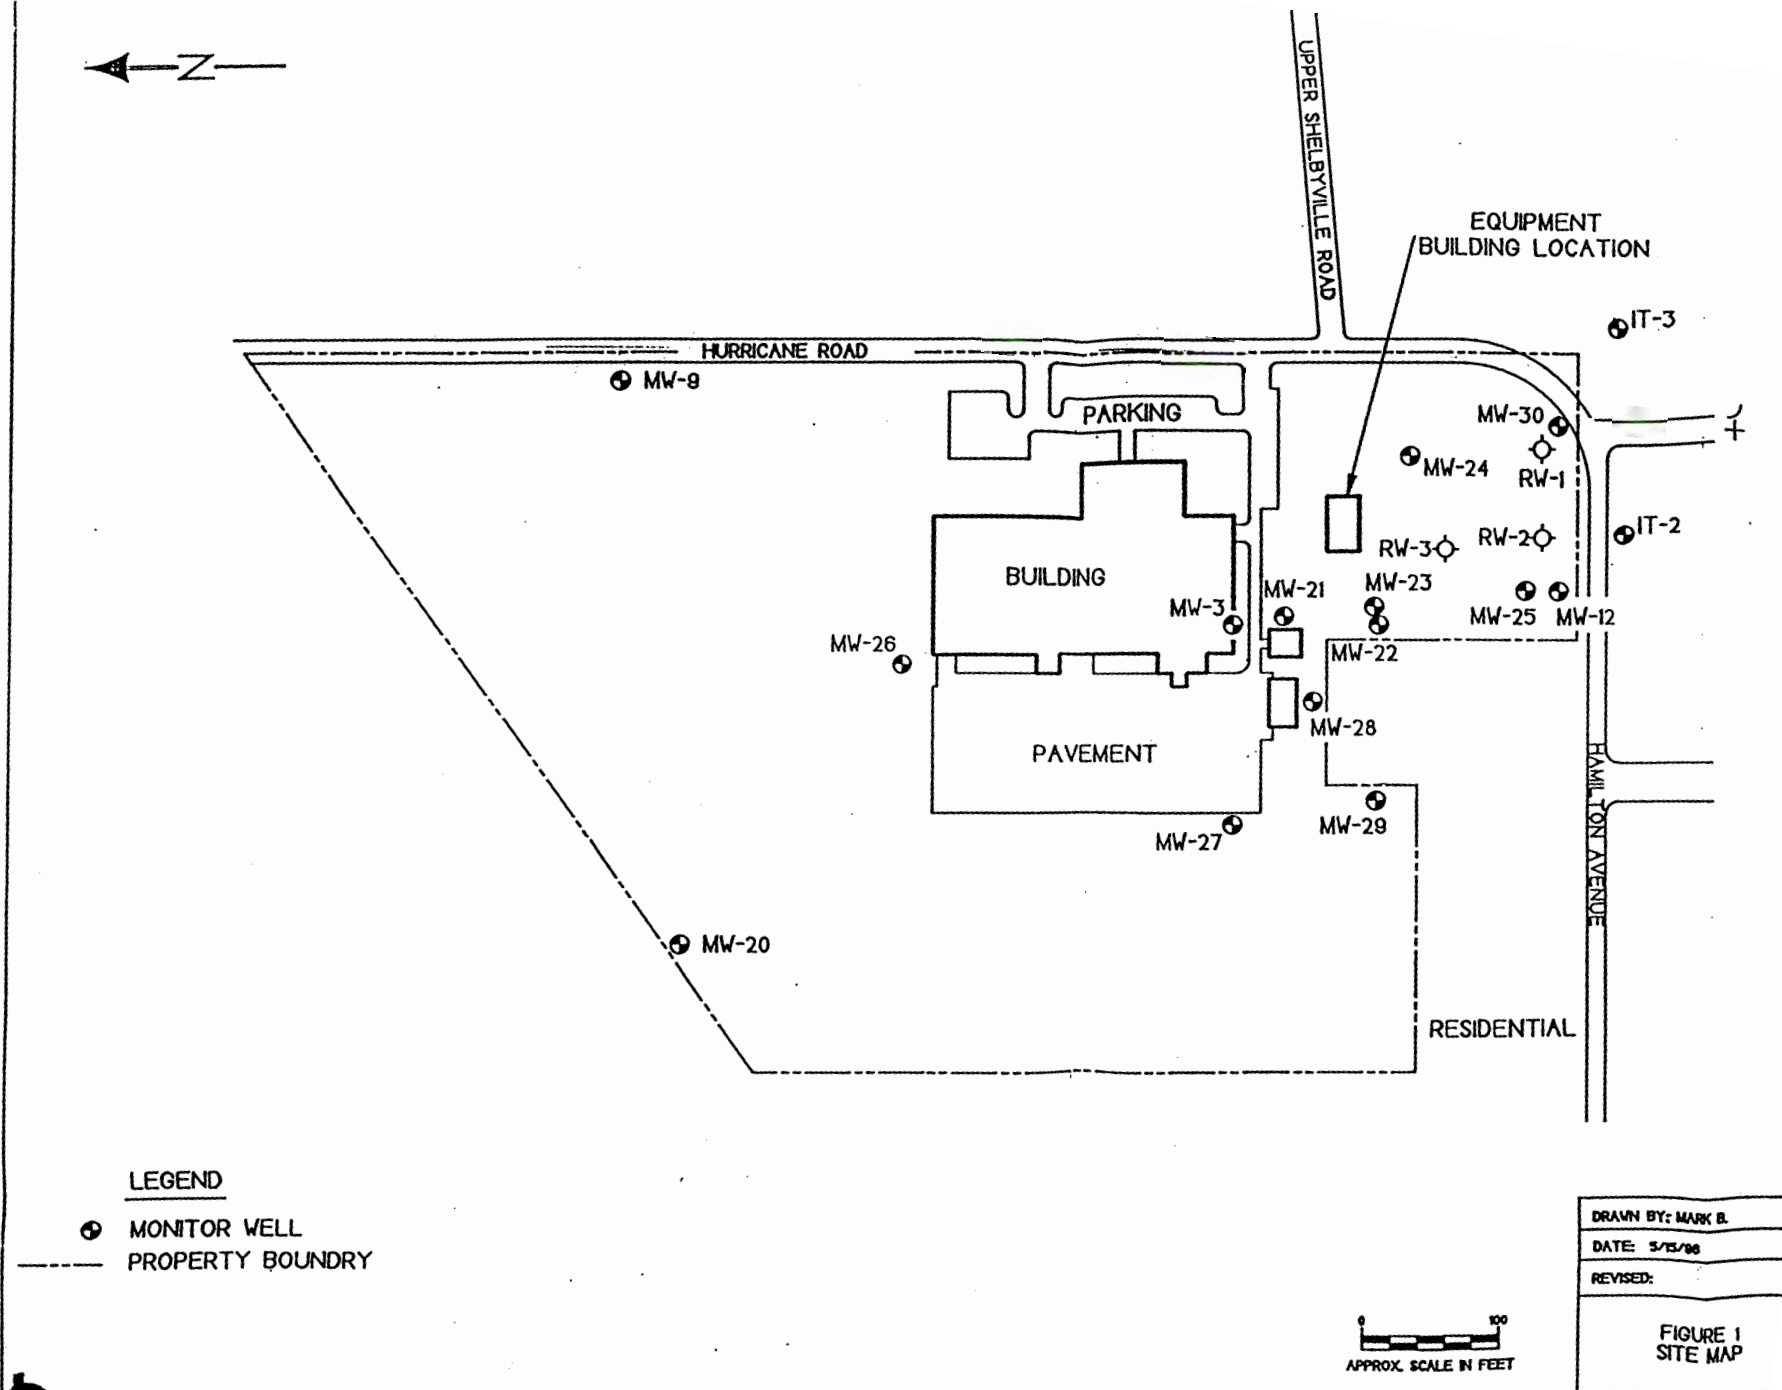 N
UPPER SHELBYVILLE ROAD
EQUIPMENT
BUILDING LOCATION
IT-3
HURRICANE ROAD
MW-9
PARKING
MW-30
MW-24
RW-1
IT-2
RW-2
RW-3
BUILDING
MW-23
MW-21
MW-3
MW-25
MW-12
MW-26
MW-22
MW-28
PAVEMENT
HAMILTON AVENUE
MW-29
MW-27
MW-20
RESIDENTIAL
LEGEND
MONITOR WELL
PROPERTY BOUNDRY
DRAWN BY: MARK B.
DATE: 5/15/96
REVISED:
0 100
APPROX. SCALE IN FEET
FIGURE 1
SITE MAP